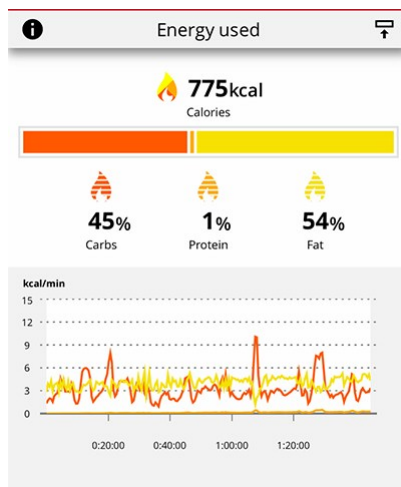 Energy used
775kcal
Calories
45% 1% 54%
Carbs Protein Fat
kcal/min
15
12
9
6
3
0
0:20:00 0:40:00 1:00:00 1:20:00